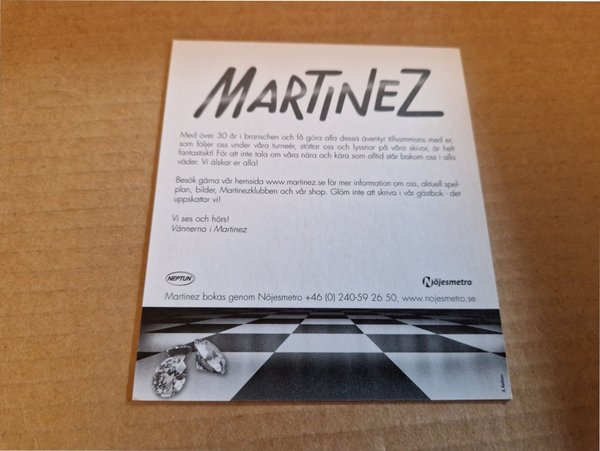 MARTINEZ
Med över 30 år i branschen och få göra alla dessa äventyr tillsammans med er,
som följer oss under våra turneér, stöttar oss och lyssnar på våra skivor, är helt
fantastiskt! För att inte tala om våra nära och kära som alltid står bakom oss i alla
väder. Vi älskar er alla!
Besök gärna vår hemsida www.martinez.se för mer information om oss, aktuell spel-
plan, bilder, Martinezklubben och vår shop. Glöm inte att skriva i vår gästbok - det
uppskattar vi!
Vi ses och hörs!
Vännerna i Martinez
NEPTUN
Nöjesmetro
Martinez bokas genom Nöjesmetro +46 (0) 240-59 26 50, www.nojesmetro.se